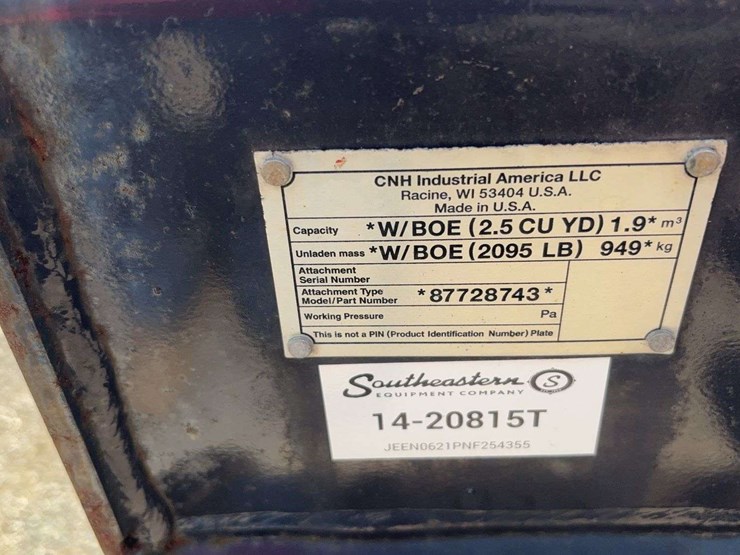 CNH Industrial America LLC
Racine, WI 53404 U.S.A.
Made in U.S.A.
Capacity *W/BOE (2.5 CU YD) 1.9* m³
Unladen mass *W/BOE (2095 LB) 949* kg
Attachment
Serial Number
Attachment Type
Model/Part Number *87728743*
Working Pressure Pa
This is not a PIN (Product Identification Number) Plate
Southeastern S
EQUIPMENT COMPANY
14-20815T
JEEN0621PNF254355